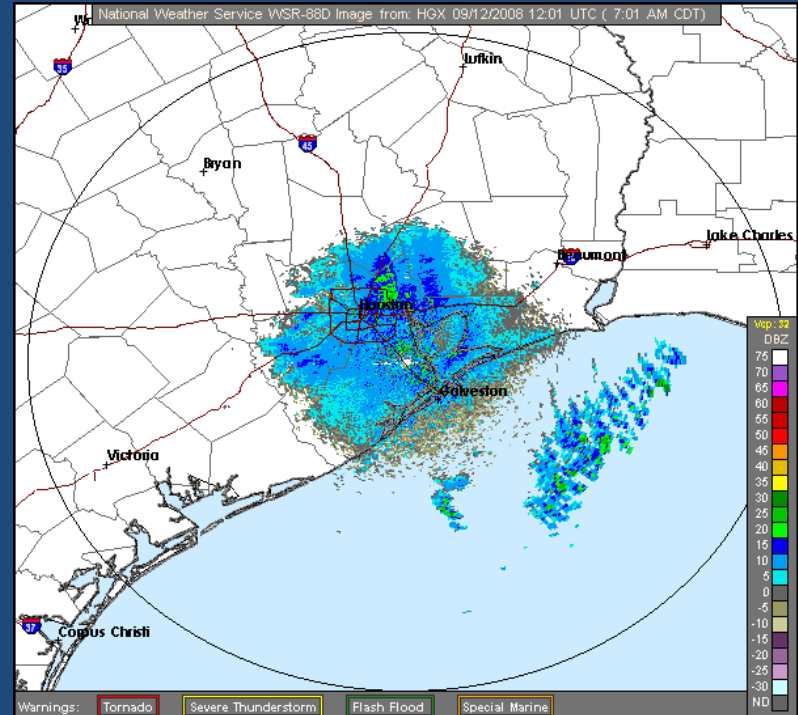 National Weather Service WSR-88D Image from: HGX 09/12/2008 12:01 UTC ( 7:01 AM CDT)
35
Lufkin
45
Bryan
Lake Charles
Beaumont
Houston
Vcp: 32
DBZ
75
70
65
60
55
50
45
40
35
30
25
20
15
10
5
0
-5
-10
-15
-20
-25
-30
ND
Galveston
Victoria
37
Corpus Christi
Warnings: Tornado Severe Thunderstorm Flash Flood Special Marine